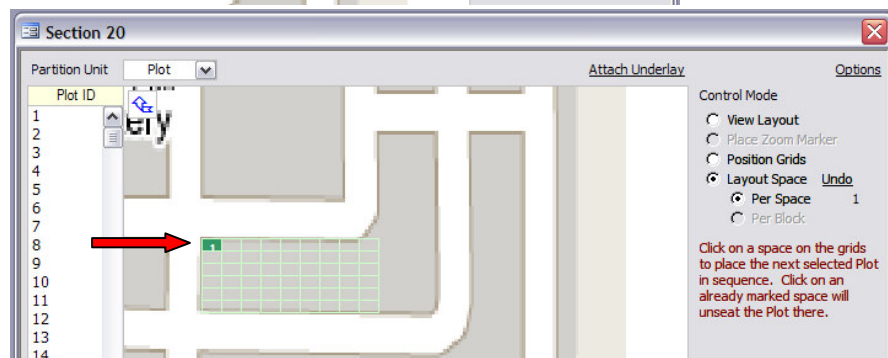 Section 20
Partition Unit Plot Attach Underlay Options
Plot ID
1
2
3
4
5
6
7
8
9
10
11
12
13
14
ery
1
Control Mode
View Layout
Place Zoom Marker
Position Grids
Layout Space Undo
Per Space 1
Per Block
Click on a space on the grids
to place the next selected Plot
in sequence. Click on an
already marked space will
unseat the Plot there.